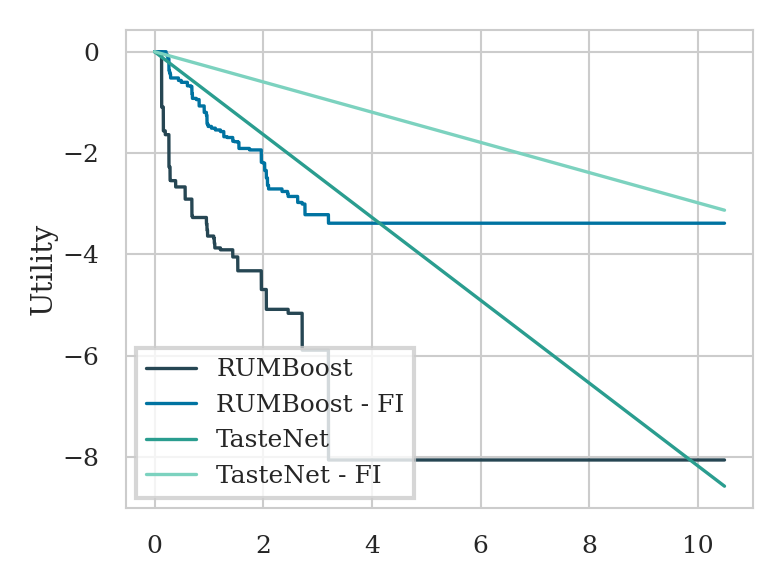 0
−2
−4
−6
−8
Utility
RUMBoost
RUMBoost - FI
TasteNet
TasteNet - FI
0 2 4 6 8 10